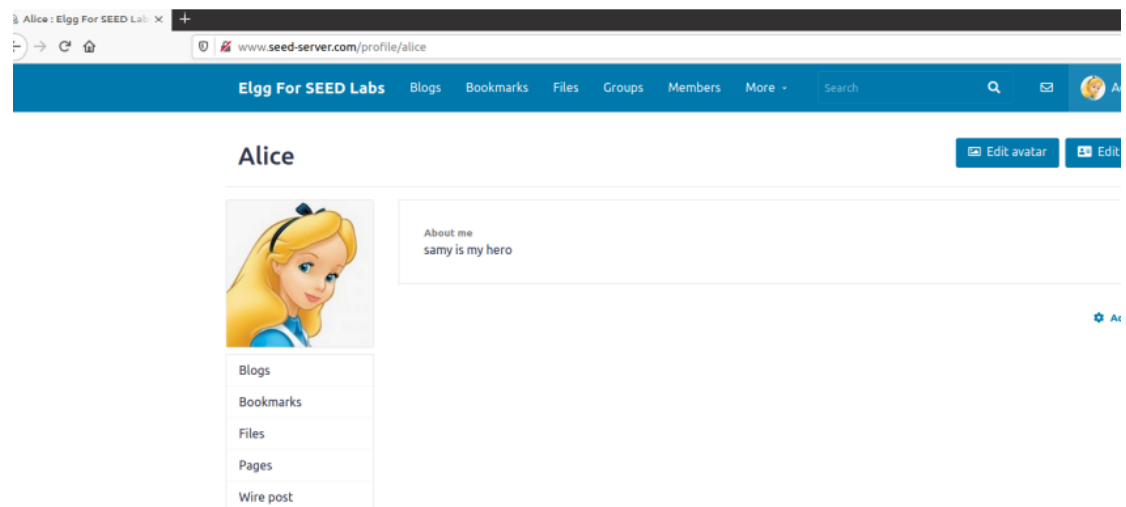 Alice : Elgg For SEED Lab
www.seed-server.com/profile/alice
Elgg For SEED Labs Blogs Bookmarks Files Groups Members More Search
Alice Edit avatar Edit
About me
samy is my hero
Blogs
Bookmarks
Files
Pages
Wire post